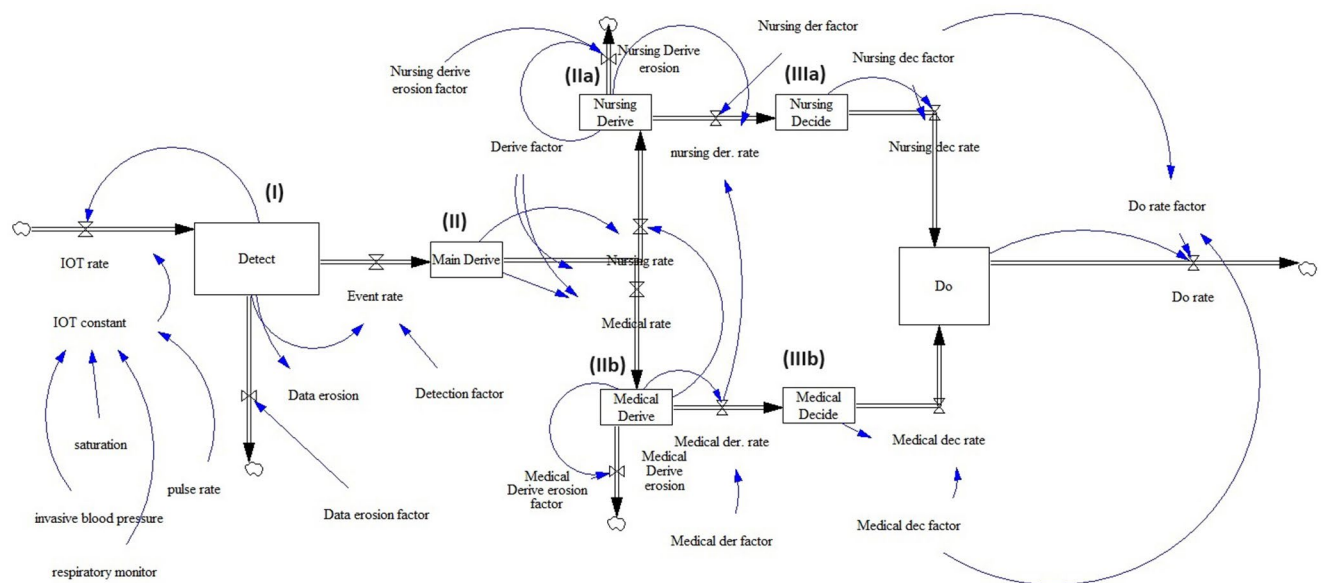 Nursing der factor
Nursing Derive
erosion
Nursing dec factor
Nursing derive
erosion factor
(IIa)
(IIIa)
Nursing
Derive
Nursing
Decide
Derive factor
nursing der. rate
Nursing dec rate
(I)
(II)
Do rate factor
IOT rate
Detect
Main Derive
Nursing rate
Do
Event rate
Do rate
IOT constant
Medical rate
(IIb)
(IIIb)
Data erosion
Detection factor
Medical
Derive
Medical
Decide
saturation
Medical der. rate
Medical dec rate
Medical
Derive erosion
factor
Medical
Derive
erosion
pulse rate
invasive blood pressure
Data erosion factor
Medical der factor
Medical dec factor
respiratory monitor